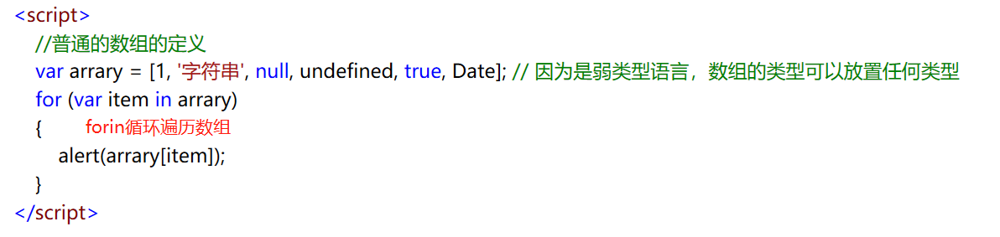 <script>
//普通的数组的定义
var arrary = [1, '字符串', null, undefined, true, Date]; // 因为是弱类型语言，数组的类型可以放置任何类型
for (var item in arrary)
{ forin循环遍历数组
alert(arrary[item]);
}
</script>